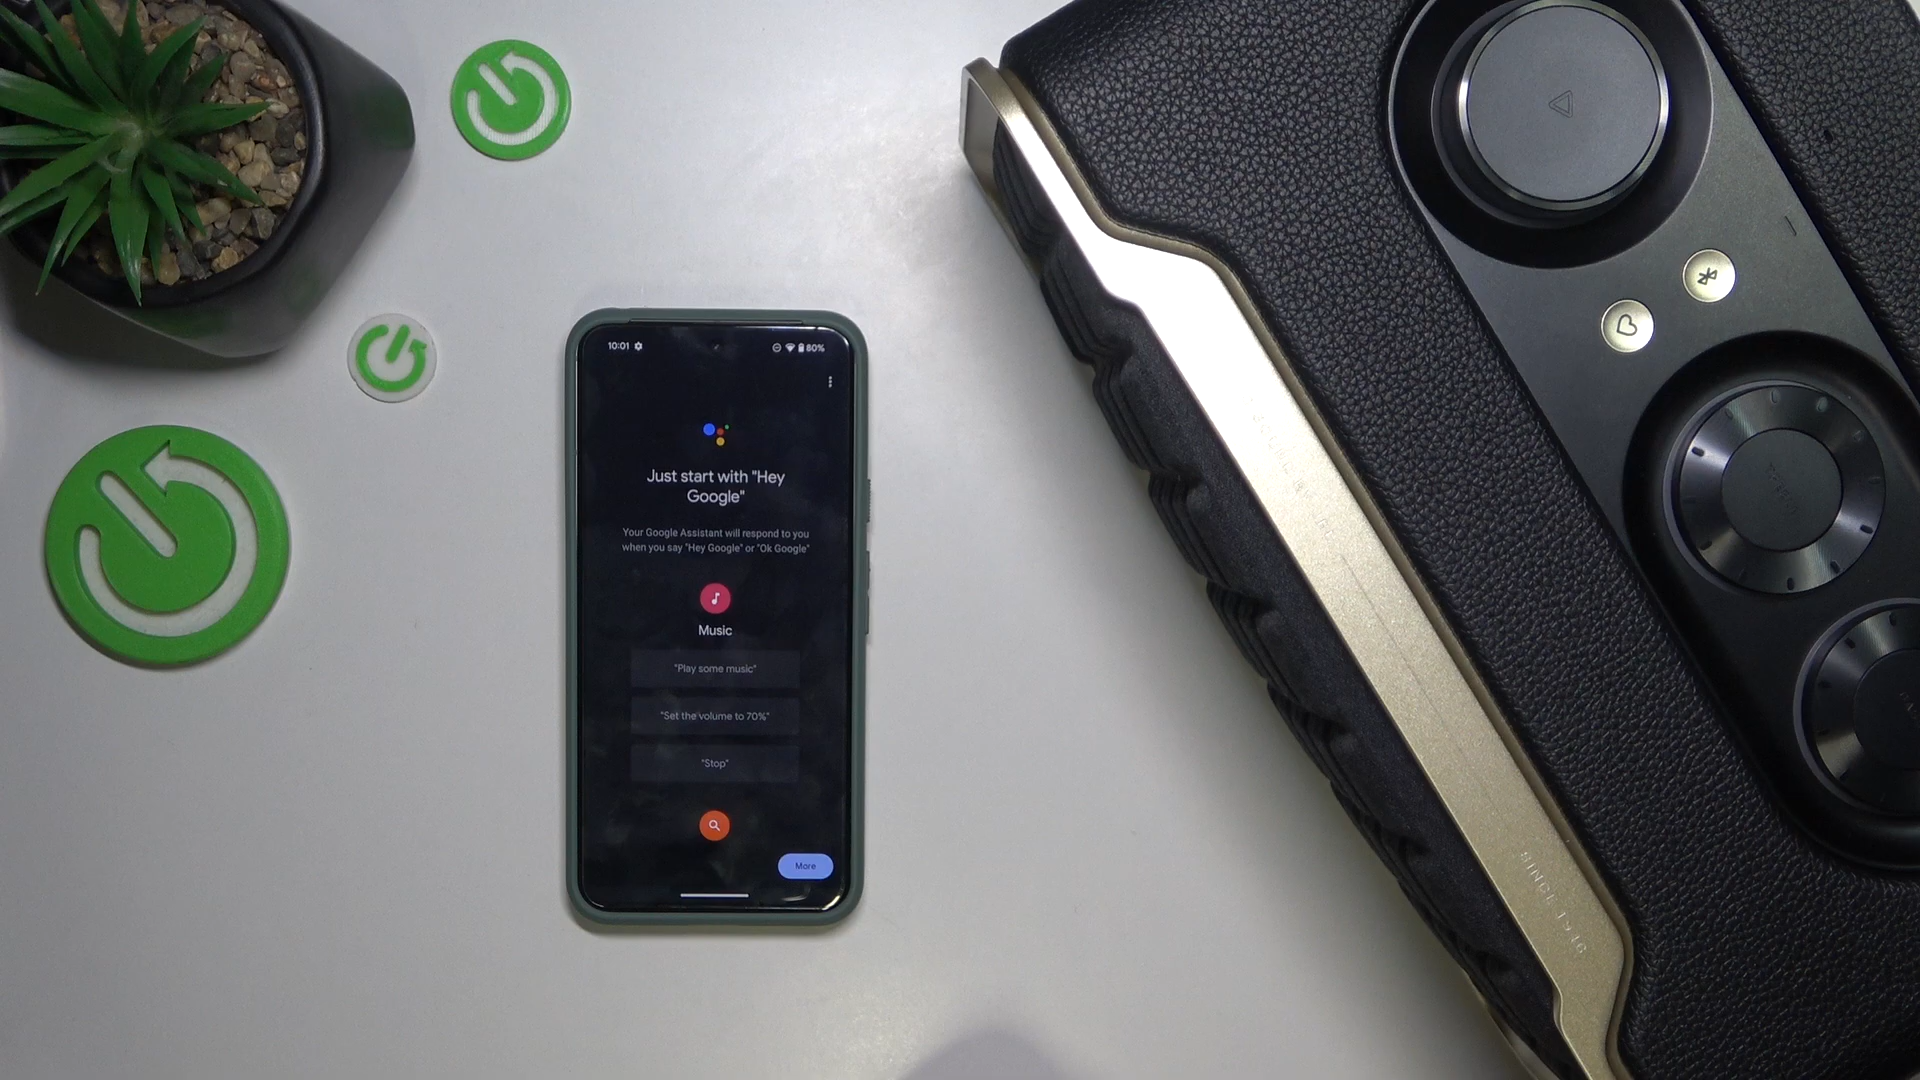 10:01
80%
Just start with "Hey
Google"
Your Google Assistant will respond to you
when you say "Hey Google" or "Ok Google"
Music
"Play some music"
"Set the volume to 70%"
"Stop"
More
SINCE 1946